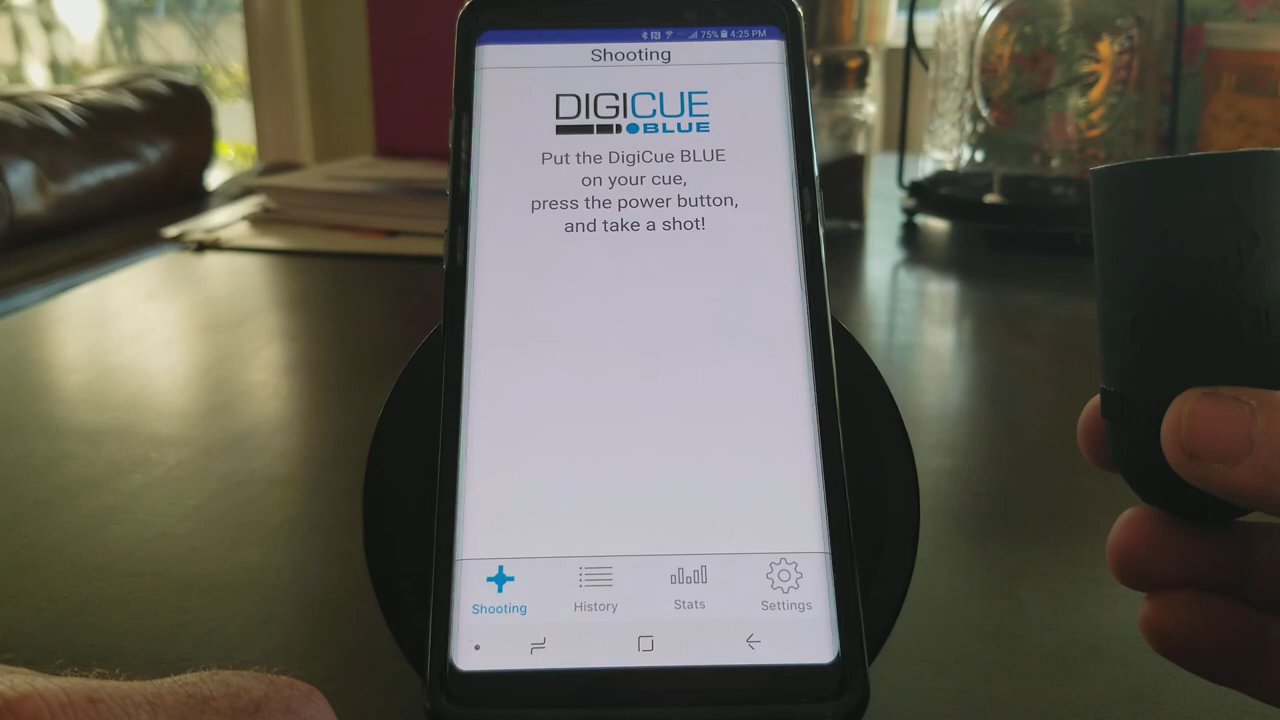 75% 4:25 PM
Shooting
DIGICUE
BLUE
Put the DigiCue BLUE
on your cue,
press the power button,
and take a shot!
Shooting History Stats Settings